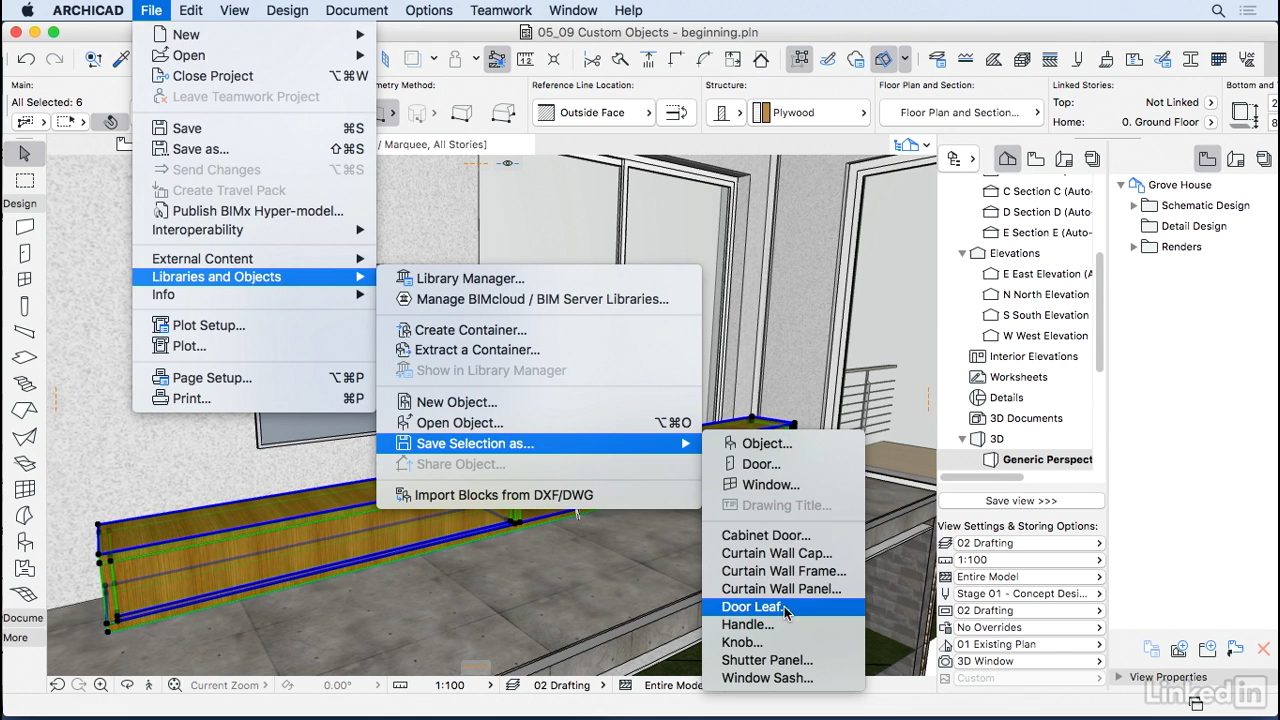 ARCHICAD File Edit View Design Document Options Teamwork Window Help
05_09 Custom Objects - beginning.pln
Main:
All Selected: 6
New
Open
Close Project ⌥⌘W
Leave Teamwork Project
Save ⌘S
Save as... ⇧⌘S
Send Changes ⌥⌘S
Create Travel Pack
Publish BIMx Hyper-model...
Interoperability
External Content
Libraries and Objects
Info
Plot Setup...
Plot...
Page Setup... ⌥⌘P
Print... ⌘P
metry Method:
Reference Line Location:
Outside Face
Structure:
Plywood
Floor Plan and Section:
Floor Plan and Section...
Linked Stories:
Top: Not Linked
Home: 0. Ground Floor
Bottom and
/ Marquee, All Stories]
Library Manager...
Manage BIMcloud / BIM Server Libraries...
Create Container...
Extract a Container...
Show in Library Manager
New Object...
Open Object... ⌥⌘O
Save Selection as...
Share Object...
Import Blocks from DXF/DWG
Object...
Door...
Window...
Drawing Title...
Cabinet Door...
Curtain Wall Cap...
Curtain Wall Frame...
Curtain Wall Panel...
Door Leaf...
Handle...
Knob...
Shutter Panel...
Window Sash...
Design
Docume
More
C Section C (Auto-
D Section D (Auto-
E Section E (Auto-
Elevations
E East Elevation (A
N North Elevation
S South Elevation
W West Elevation
Interior Elevations
Worksheets
Details
3D Documents
3D
Generic Perspect
Save view >>>
View Settings & Storing Options:
02 Drafting
1:100
Entire Model
Stage 01 - Concept Desi...
02 Drafting
No Overrides
01 Existing Plan
3D Window
Custom
Grove House
Schematic Design
Detail Design
Renders
View Properties
Current Zoom
0.00°
1:100
02 Drafting
Entire Mode
LinkedIn